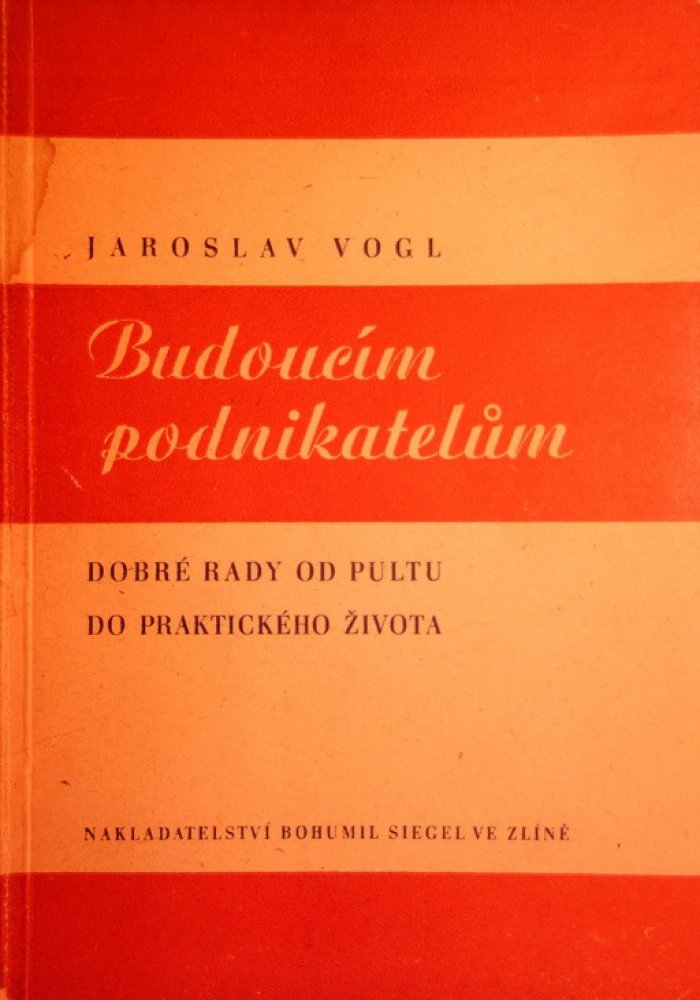 JAROSLAV VOGL
Budoucím
podnikatelům
DOBRÉ RADY OD PULTU
DO PRAKTICKÉHO ŽIVOTA
NAKLADATELSTVÍ BOHUMIL SIEGEL VE ZLÍNĚ